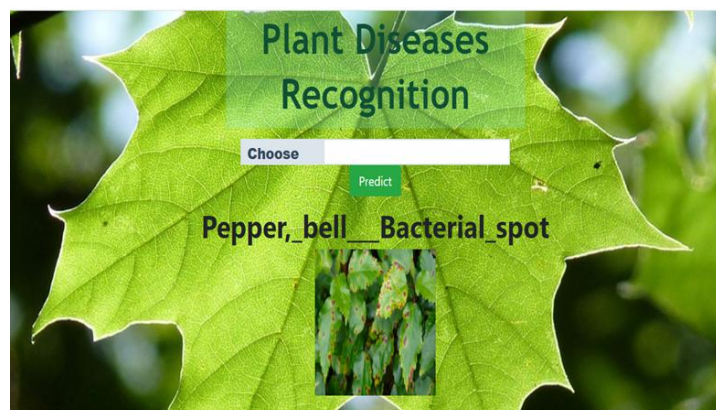 Plant Diseases
Recognition
Choose
Predict
Pepper,_bell___Bacterial_spot